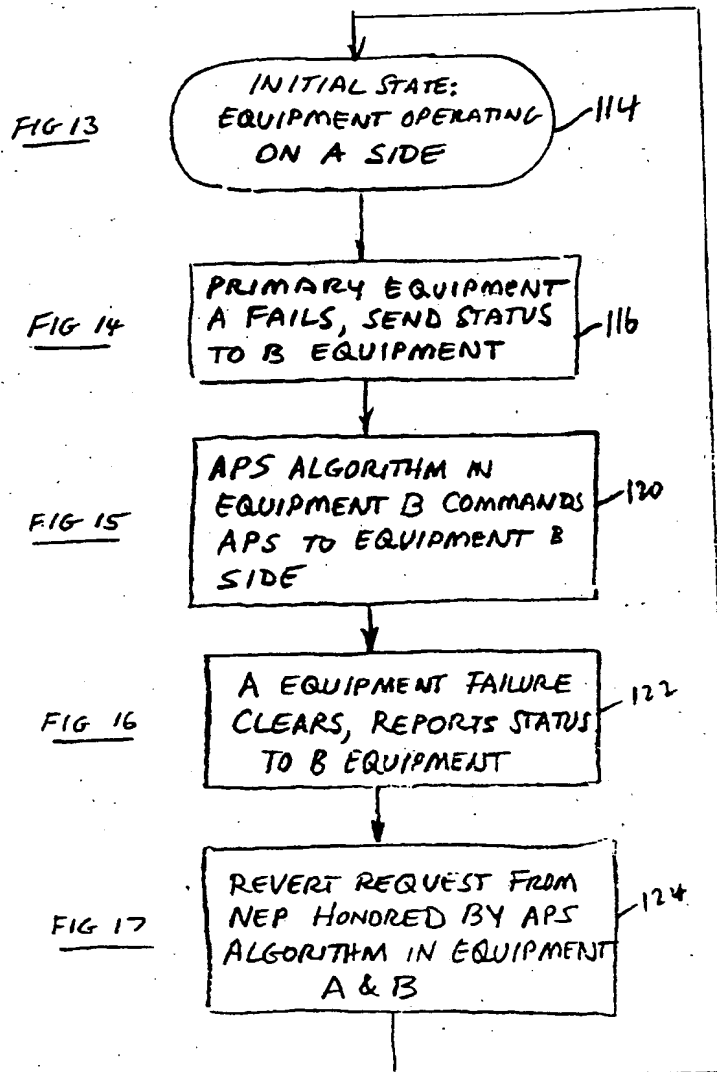 FIG 13
INITIAL STATE:
EQUIPMENT OPERATING
ON A SIDE
114
FIG 14
PRIMARY EQUIPMENT
A FAILS, SEND STATUS
TO B EQUIPMENT
116
FIG 15
APS ALGORITHM IN
EQUIPMENT B COMMANDS
APS TO EQUIPMENT B
SIDE
120
FIG 16
A EQUIPMENT FAILURE
CLEARS, REPORTS STATUS
TO B EQUIPMENT
122
FIG 17
REVERT REQUEST FROM
NEP HONORED BY APS
ALGORITHM IN EQUIPMENT
A & B
124